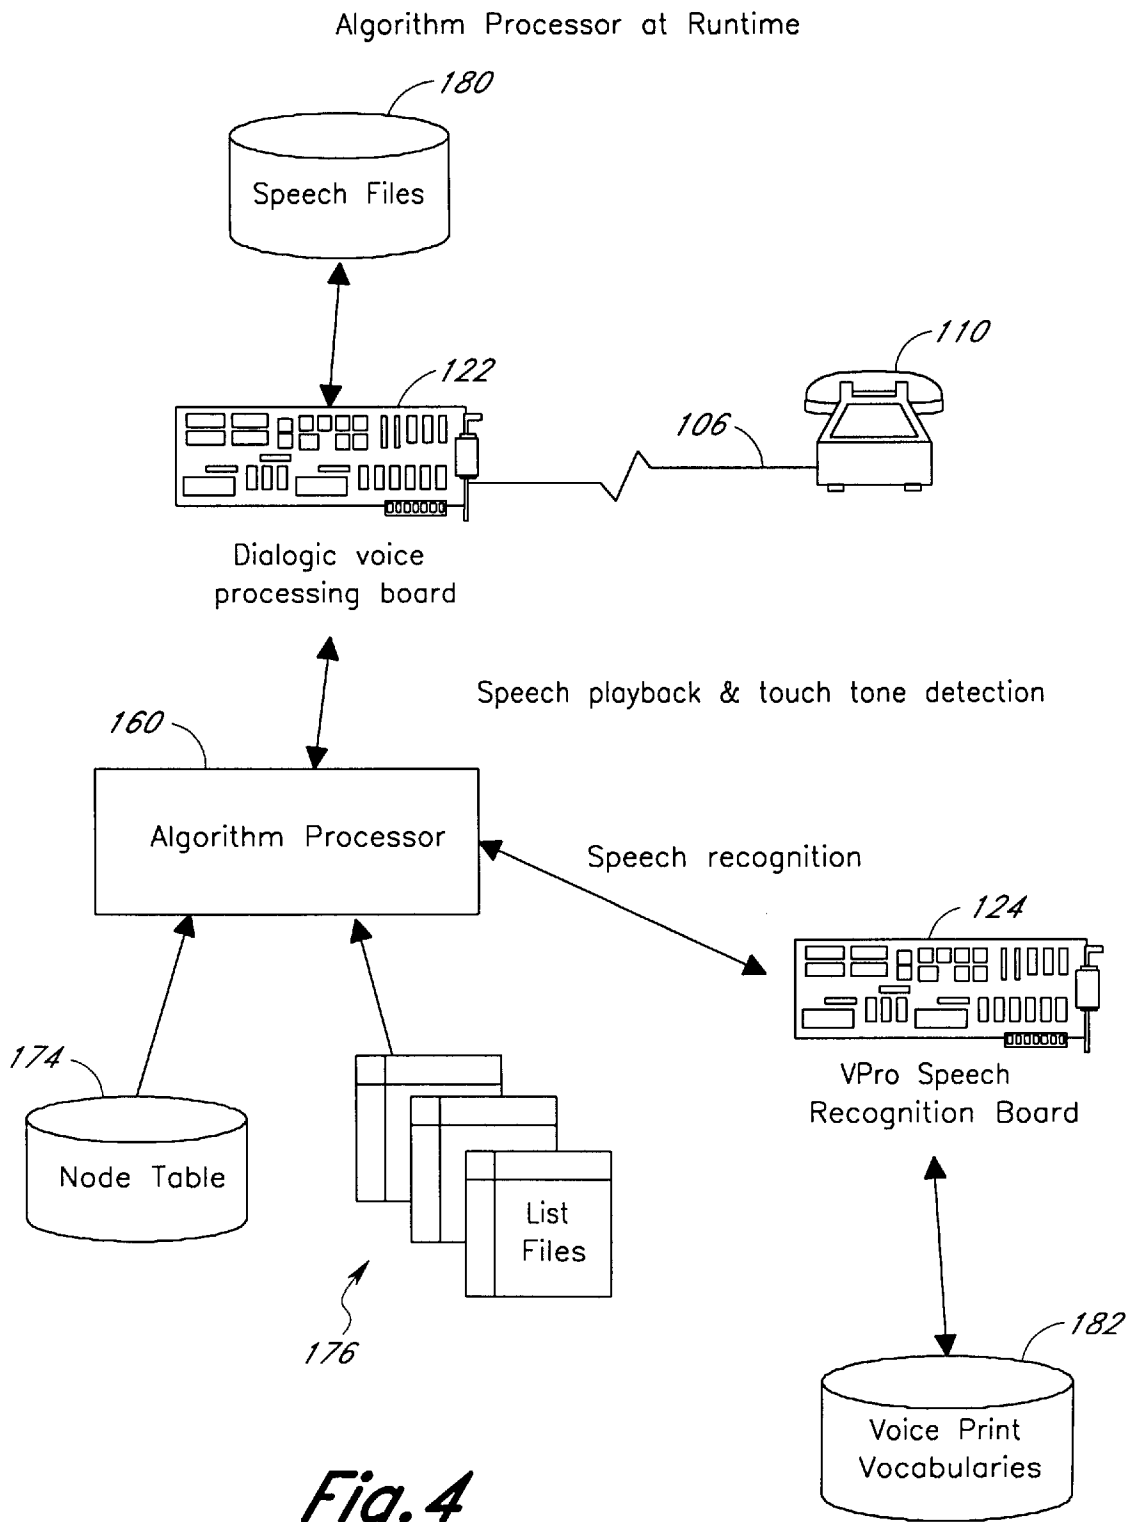 Algorithm Processor at Runtime
180
Speech Files
110
122
106
Dialogic voice
processing board
Speech playback & touch tone detection
160
Algorithm Processor
Speech recognition
124
VPro Speech
Recognition Board
174
Node Table
List
Files
176
182
Voice Print
Vocabularies
Fig. 4